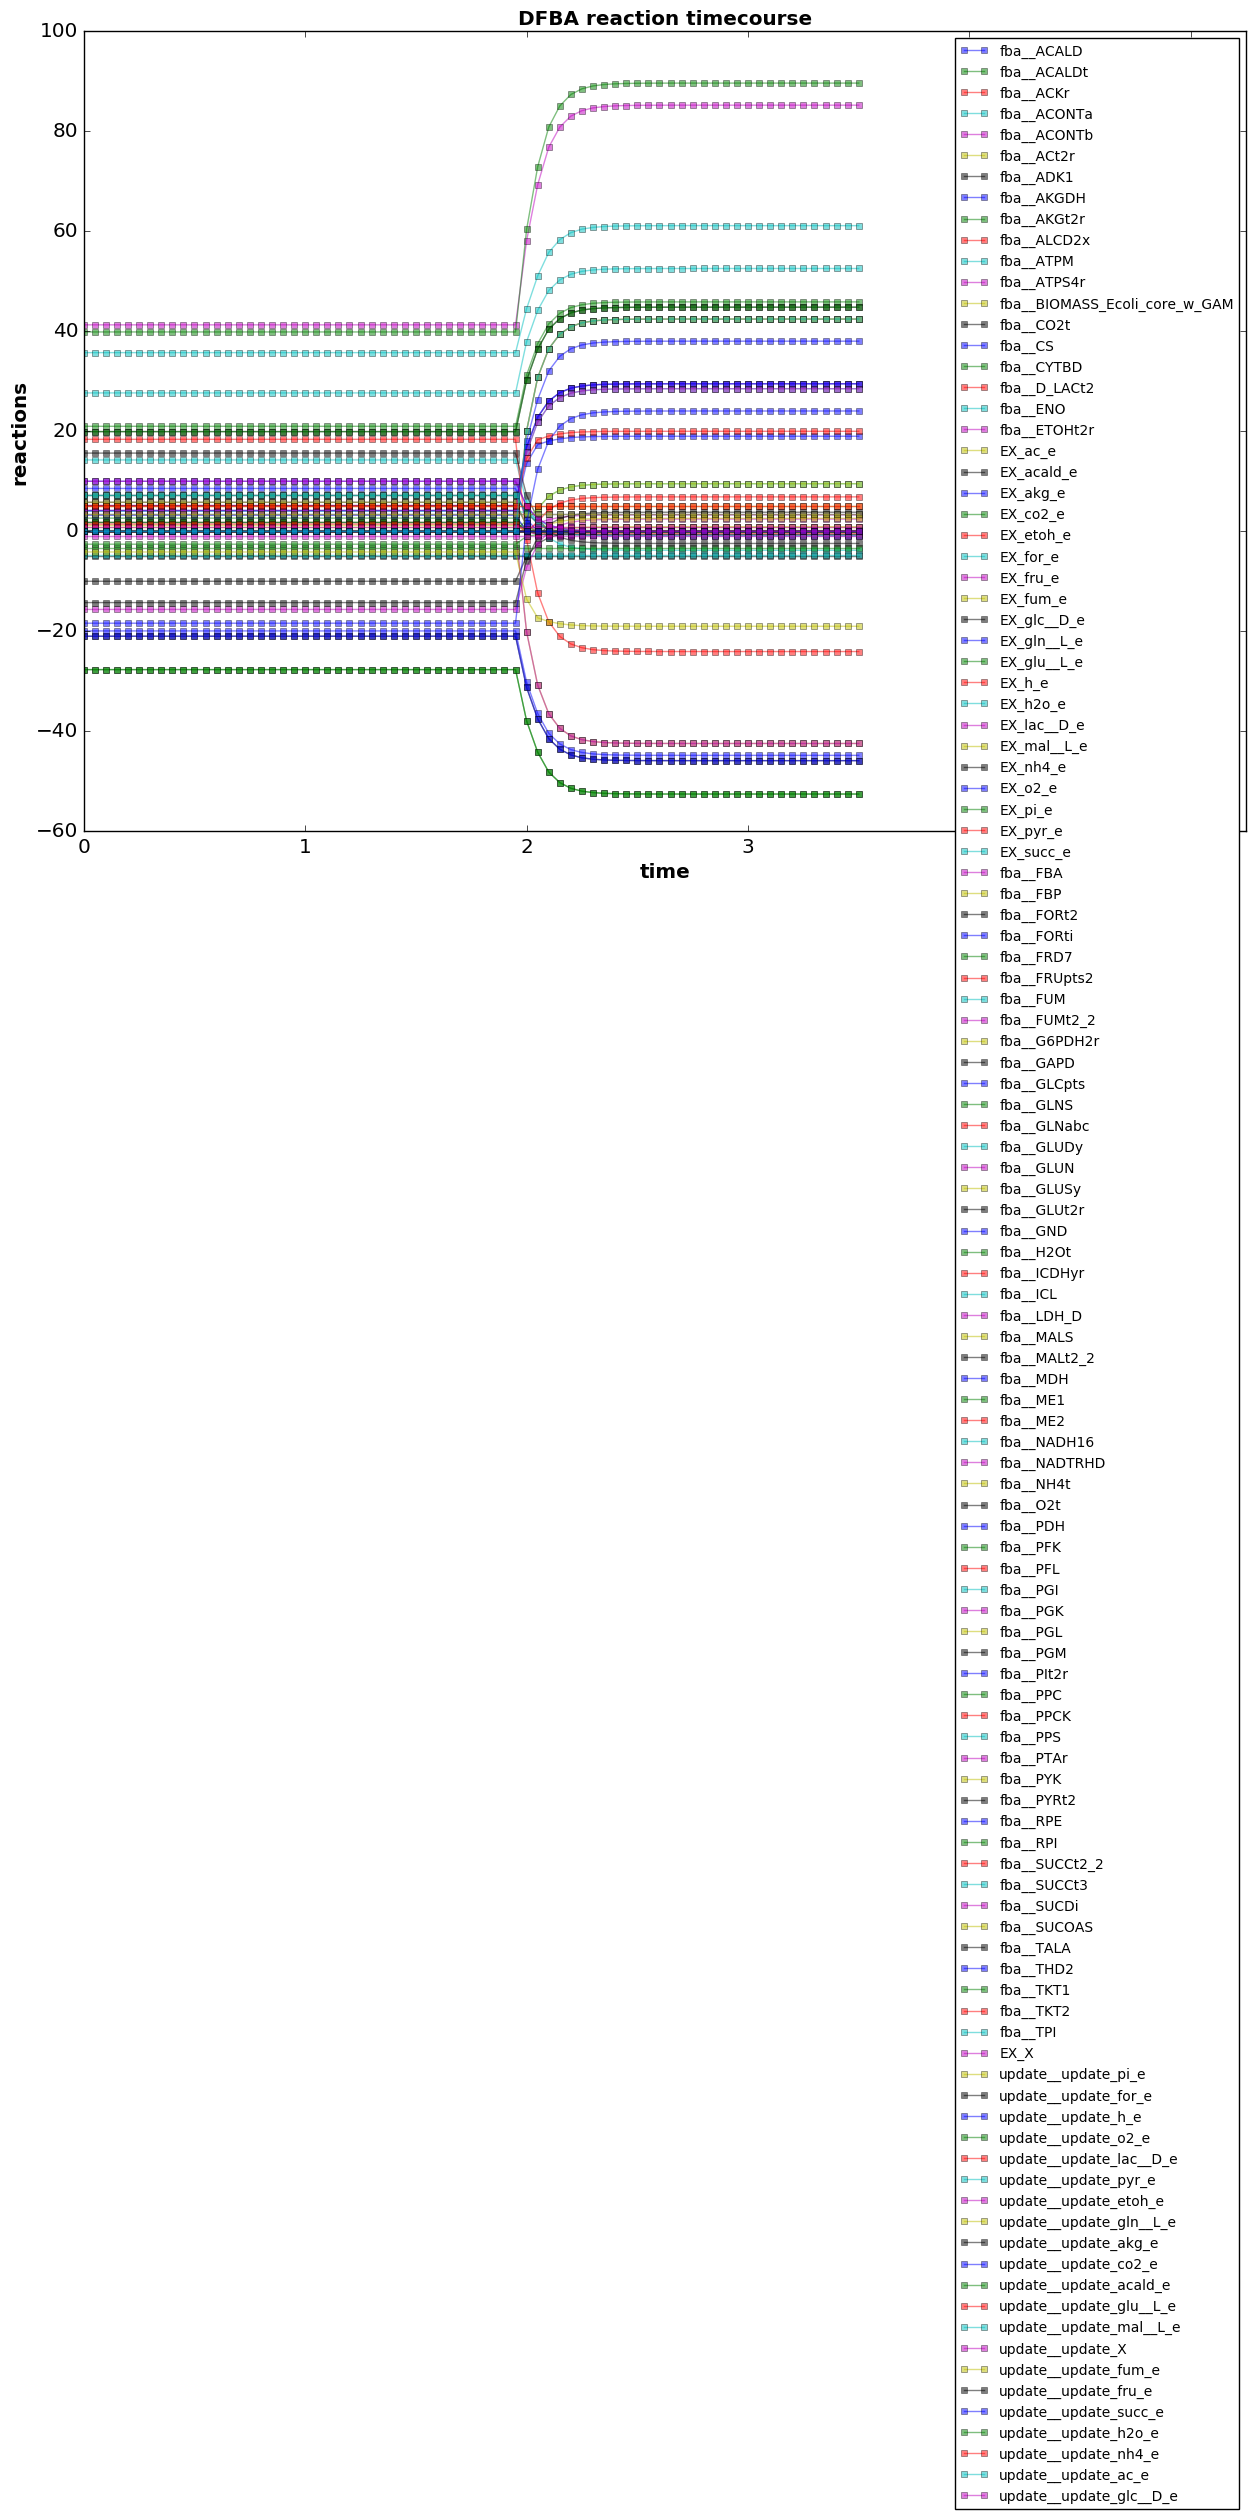 DFBA reaction timecourse
100
80
60
40
20
0
−20
−40
−60
reactions
0
1
2
3
time
fba__ACALD
fba__ACALDt
fba__ACKr
fba__ACONTa
fba__ACONTb
fba__ACt2r
fba__ADK1
fba__AKGDH
fba__AKGt2r
fba__ALCD2x
fba__ATPM
fba__ATPS4r
fba__BIOMASS_Ecoli_core_w_GAM
fba__CO2t
fba__CS
fba__CYTBD
fba__D_LACt2
fba__ENO
fba__ETOHt2r
EX_ac_e
EX_acald_e
EX_akg_e
EX_co2_e
EX_etoh_e
EX_for_e
EX_fru_e
EX_fum_e
EX_glc__D_e
EX_gln__L_e
EX_glu__L_e
EX_h_e
EX_h2o_e
EX_lac__D_e
EX_mal__L_e
EX_nh4_e
EX_o2_e
EX_pi_e
EX_pyr_e
EX_succ_e
fba__FBA
fba__FBP
fba__FORt2
fba__FORti
fba__FRD7
fba__FRUpts2
fba__FUM
fba__FUMt2_2
fba__G6PDH2r
fba__GAPD
fba__GLCpts
fba__GLNS
fba__GLNabc
fba__GLUDy
fba__GLUN
fba__GLUSy
fba__GLUt2r
fba__GND
fba__H2Ot
fba__ICDHyr
fba__ICL
fba__LDH_D
fba__MALS
fba__MALt2_2
fba__MDH
fba__ME1
fba__ME2
fba__NADH16
fba__NADTRHD
fba__NH4t
fba__O2t
fba__PDH
fba__PFK
fba__PFL
fba__PGI
fba__PGK
fba__PGL
fba__PGM
fba__PIt2r
fba__PPC
fba__PPCK
fba__PPS
fba__PTAr
fba__PYK
fba__PYRt2
fba__RPE
fba__RPI
fba__SUCCt2_2
fba__SUCCt3
fba__SUCDi
fba__SUCOAS
fba__TALA
fba__THD2
fba__TKT1
fba__TKT2
fba__TPI
EX_X
update__update_pi_e
update__update_for_e
update__update_h_e
update__update_o2_e
update__update_lac__D_e
update__update_pyr_e
update__update_etoh_e
update__update_gln__L_e
update__update_akg_e
update__update_co2_e
update__update_acald_e
update__update_glu__L_e
update__update_mal__L_e
update__update_X
update__update_fum_e
update__update_fru_e
update__update_succ_e
update__update_h2o_e
update__update_nh4_e
update__update_ac_e
update__update_glc__D_e